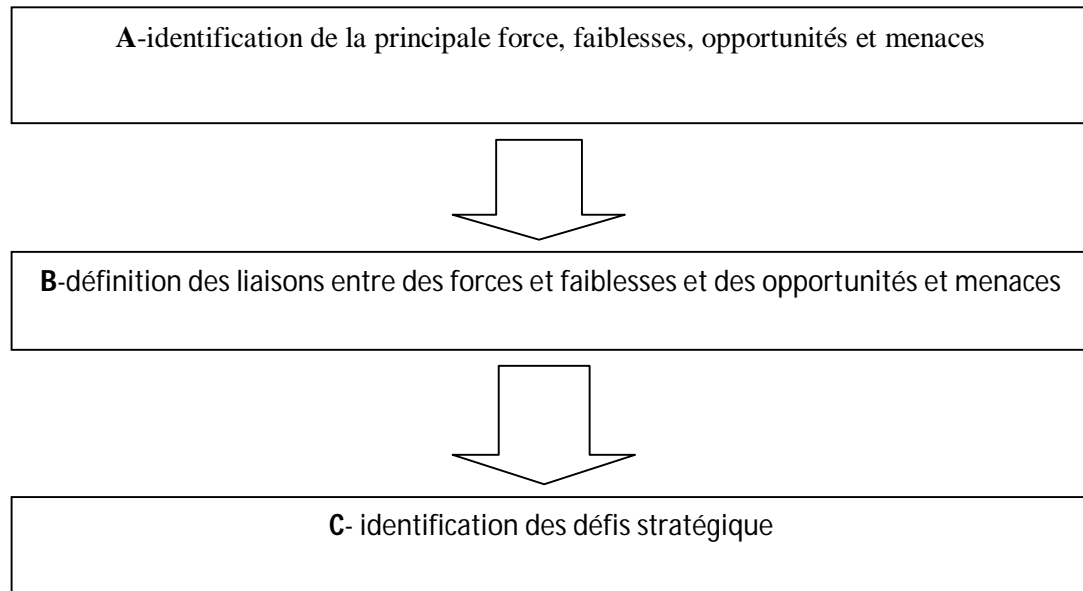 A-identification de la principale force, faiblesses, opportunités et menaces
B-définition des liaisons entre des forces et faiblesses et des opportunités et menaces
C- identification des défis stratégique